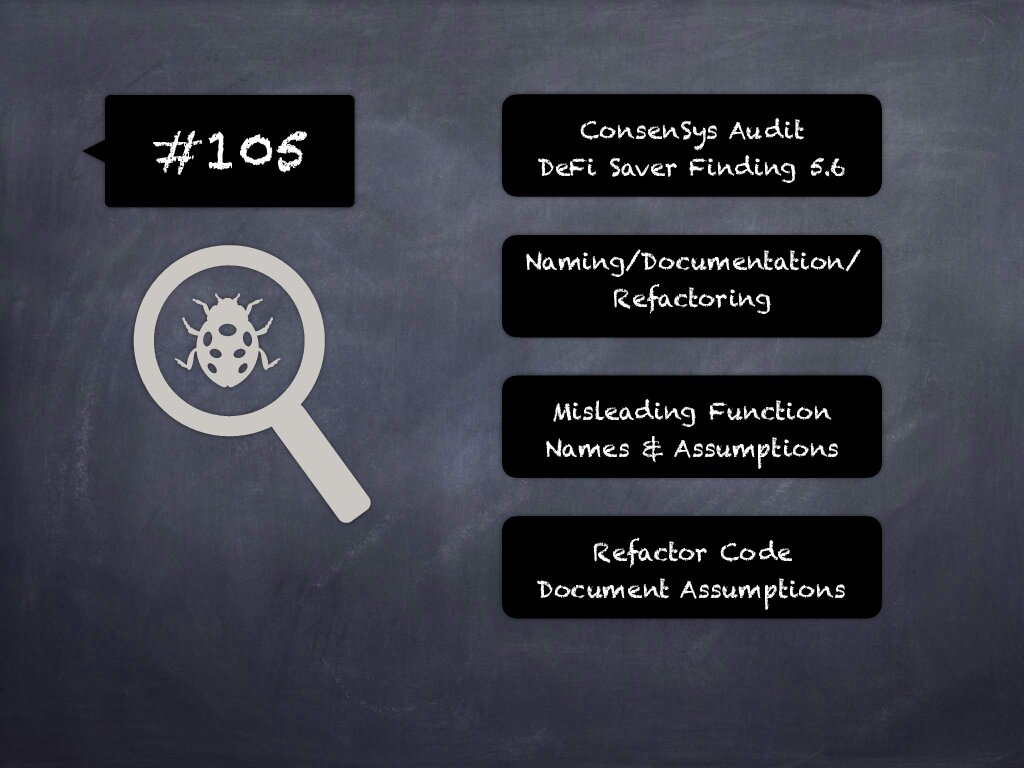 #105
ConsenSys Audit
DeFi Saver Finding 5.6
Naming/Documentation/
Refactoring
Misleading Function
Names & Assumptions
Refactor Code
Document Assumptions